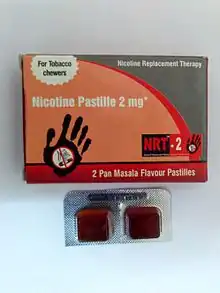 For Tobacco
chewers
Nicotine Replacement Therapy
Nicotine Pastille 2 mg*
NRT - 2
2 Pan Masala Flavour Pastilles